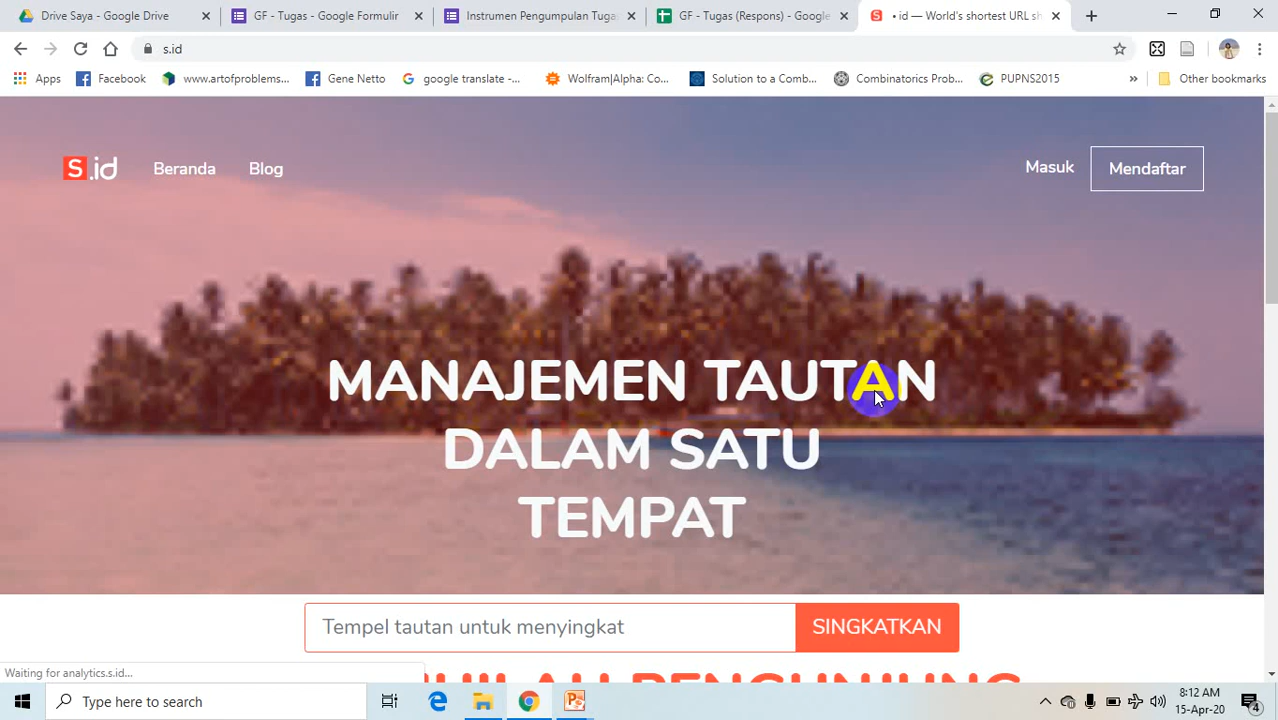 Drive Saya - Google Drive
GF - Tugas - Google Formulir
Instrumen Pengumpulan Tugas
GF - Tugas (Respons) - Google
• id — World's shortest URL sh
s.id
Apps
Facebook
www.artofproblems...
Gene Netto
google translate -...
Wolfram|Alpha: Co...
Solution to a Comb...
Combinatorics Prob...
PUPNS2015
Other bookmarks
S.id
Beranda
Blog
Masuk
Mendaftar
MANAJEMEN TAUTAN
DALAM SATU
TEMPAT
Tempel tautan untuk menyingkat
SINGKATKAN
PENGUNJUNG
Waiting for analytics.s.id...
Type here to search
8:12 AM
15-Apr-20
4